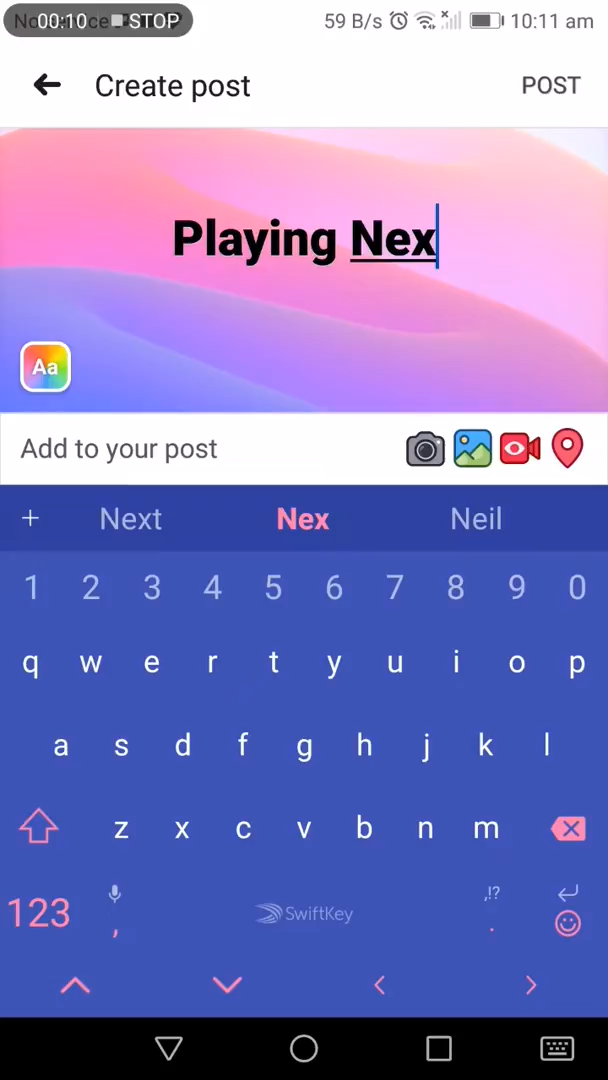 00:10 STOP 59 B/s 10:11 am
Create post POST
Playing Nex
Aa
Add to your post
+ Next Nex Neil
1 2 3 4 5 6 7 8 9 0
q w e r t y u i o p
a s d f g h j k l
z x c v b n m
123 , SwiftKey ,!? .